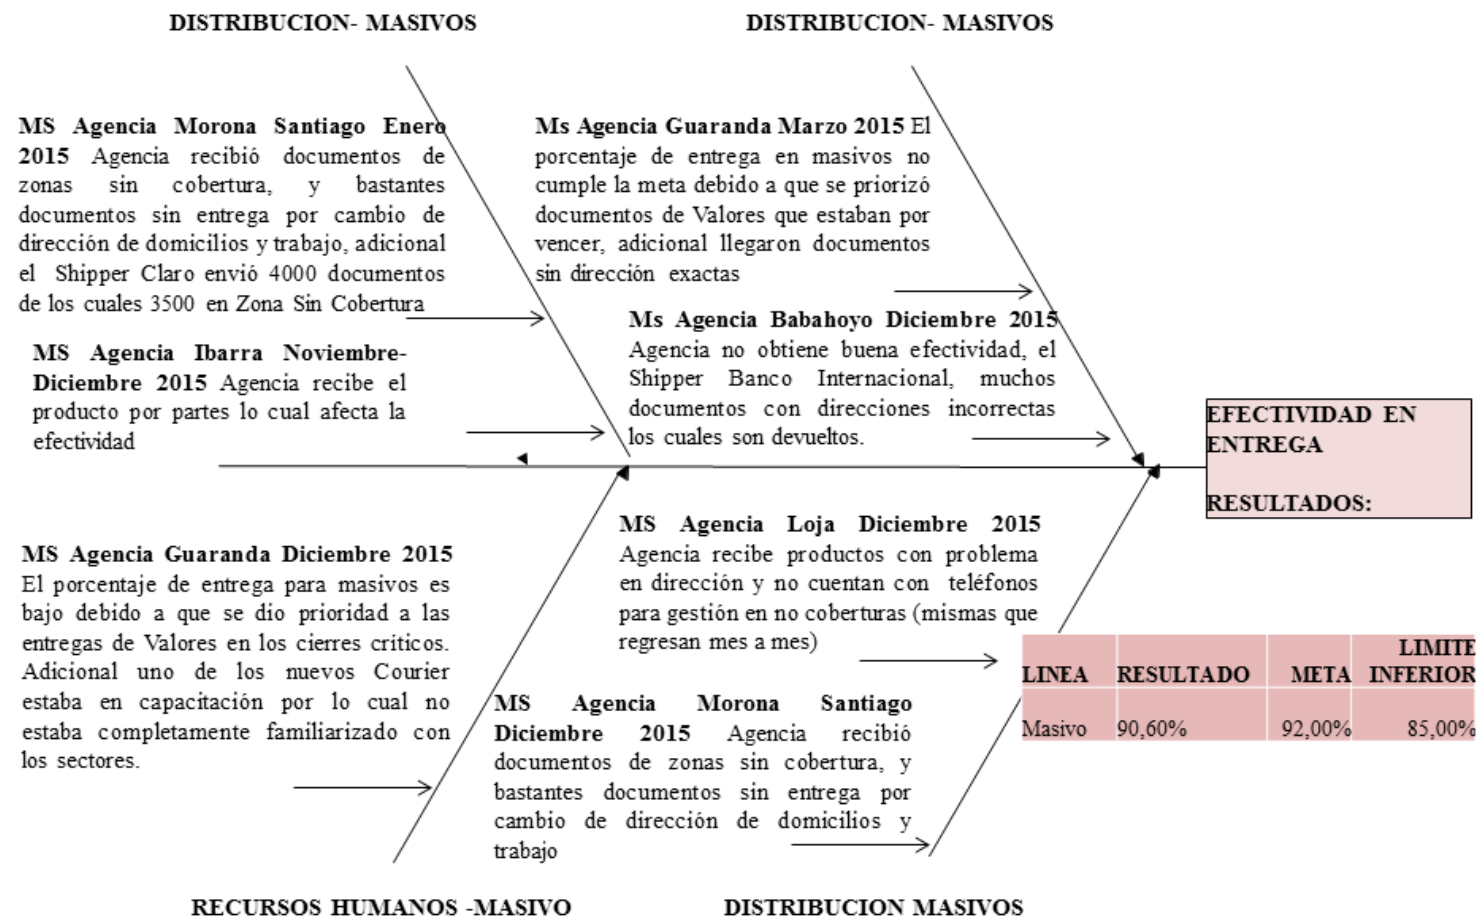 DISTRIBUCION- MASIVOS
DISTRIBUCION- MASIVOS
MS Agencia Morona Santiago Enero
2015 Agencia recibió documentos de
zonas sin cobertura, y bastantes
documentos sin entrega por cambio de
dirección de domicilios y trabajo, adicional
el Shipper Claro envió 4000 documentos
de los cuales 3500 en Zona Sin Cobertura
MS Agencia Ibarra Noviembre-
Diciembre 2015 Agencia recibe el
producto por partes lo cual afecta la
efectividad
Ms Agencia Guaranda Marzo 2015 El
porcentaje de entrega en masivos no
cumple la meta debido a que se priorizó
documentos de Valores que estaban por
vencer, adicional llegaron documentos
sin dirección exactas
Ms Agencia Babahoyo Diciembre 2015
Agencia no obtiene buena efectividad, el
Shipper Banco Internacional, muchos
documentos con direcciones incorrectas
los cuales son devueltos.
EFECTIVIDAD EN
ENTREGA
RESULTADOS:
MS Agencia Guaranda Diciembre 2015
El porcentaje de entrega para masivos es
bajo debido a que se dio prioridad a las
entregas de Valores en los cierres críticos.
Adicional uno de los nuevos Courier
estaba en capacitación por lo cual no
estaba completamente familiarizado con
los sectores.
MS Agencia Loja Diciembre 2015
Agencia recibe productos con problema
en dirección y no cuentan con teléfonos
para gestión en no coberturas (mismas que
regresan mes a mes)
MS Agencia Morona Santiago
Diciembre 2015 Agencia recibió
documentos de zonas sin cobertura, y
bastantes documentos sin entrega por
cambio de dirección de domicilios y
trabajo
LINEA RESULTADO META LIMITE INFERIOR
Masivo 90,60% 92,00% 85,00%
RECURSOS HUMANOS -MASIVO
DISTRIBUCION MASIVOS